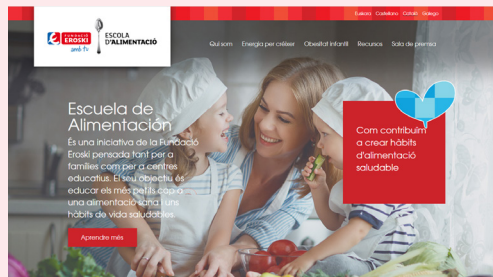 Euskara Castellano Català Galego
FUNDACIÓ
EROSKI
amb tu
ESCOLA
D'ALIMENTACIÓ
Qui som Energia per créixer Obesitat infantil Recursos Sala de premsa
Escuela de
Alimentación
És una iniciativa de la Fundació
Eroski pensada tant per a
famílies com per a centres
educatius. El seu objectiu és
educar els més petits cap a
una alimentació sana i uns
hàbits de vida saludables
Aprendre més
Com contribuïm
a crear hàbits
d'alimentació
saludable